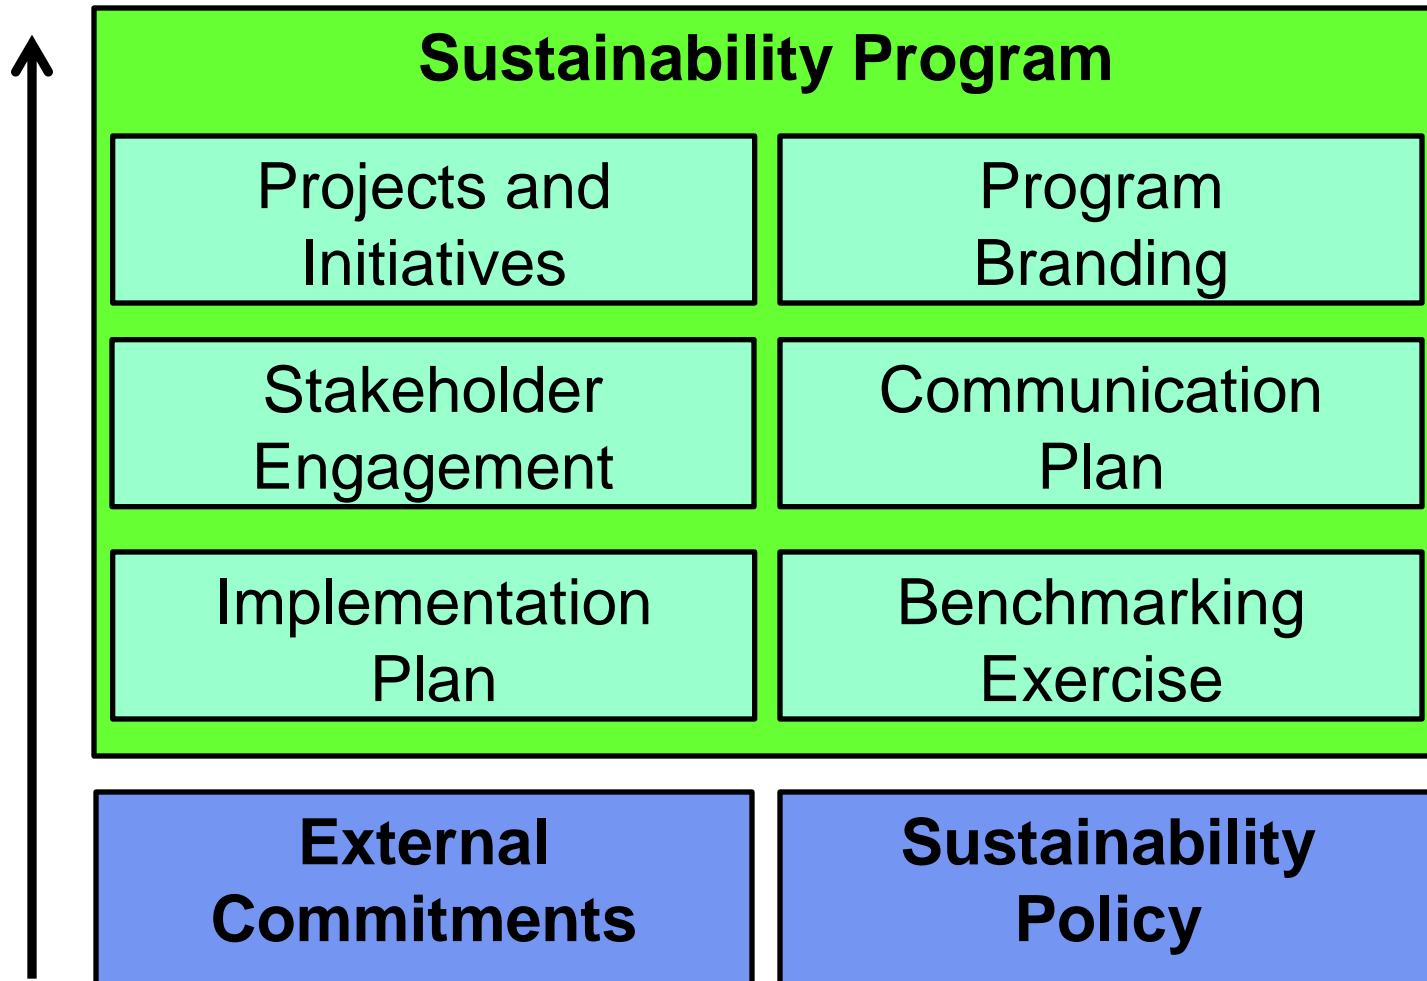 Sustainability Program
Projects and
Initiatives
Program
Branding
Stakeholder
Engagement
Communication
Plan
Implementation
Plan
Benchmarking
Exercise
External
Commitments
Sustainability
Policy